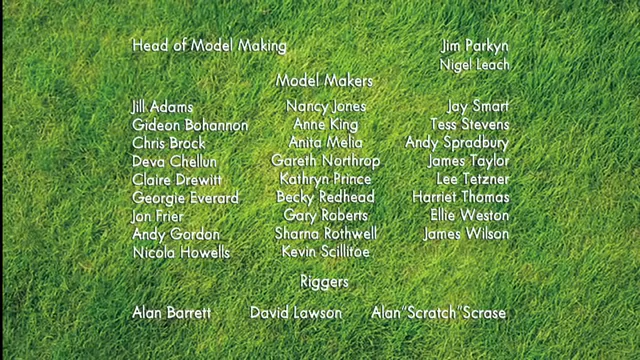 Head of Model Making Jim Parkyn
Nigel Leach
Model Makers
Jill Adams Nancy Jones Jay Smart
Gideon Bohannon Anne King Tess Stevens
Chris Brock Anita Melia Andy Spradbury
Deva Chellun Gareth Northrop James Taylor
Claire Drewitt Kathryn Prince Lee Tetzner
Georgie Everard Becky Redhead Harriet Thomas
Jon Frier Gary Roberts Ellie Weston
Andy Gordon Sharna Rothwell James Wilson
Nicola Howells Kevin Scillitoe
Riggers
Alan Barrett David Lawson Alan"Scratch"Scrase